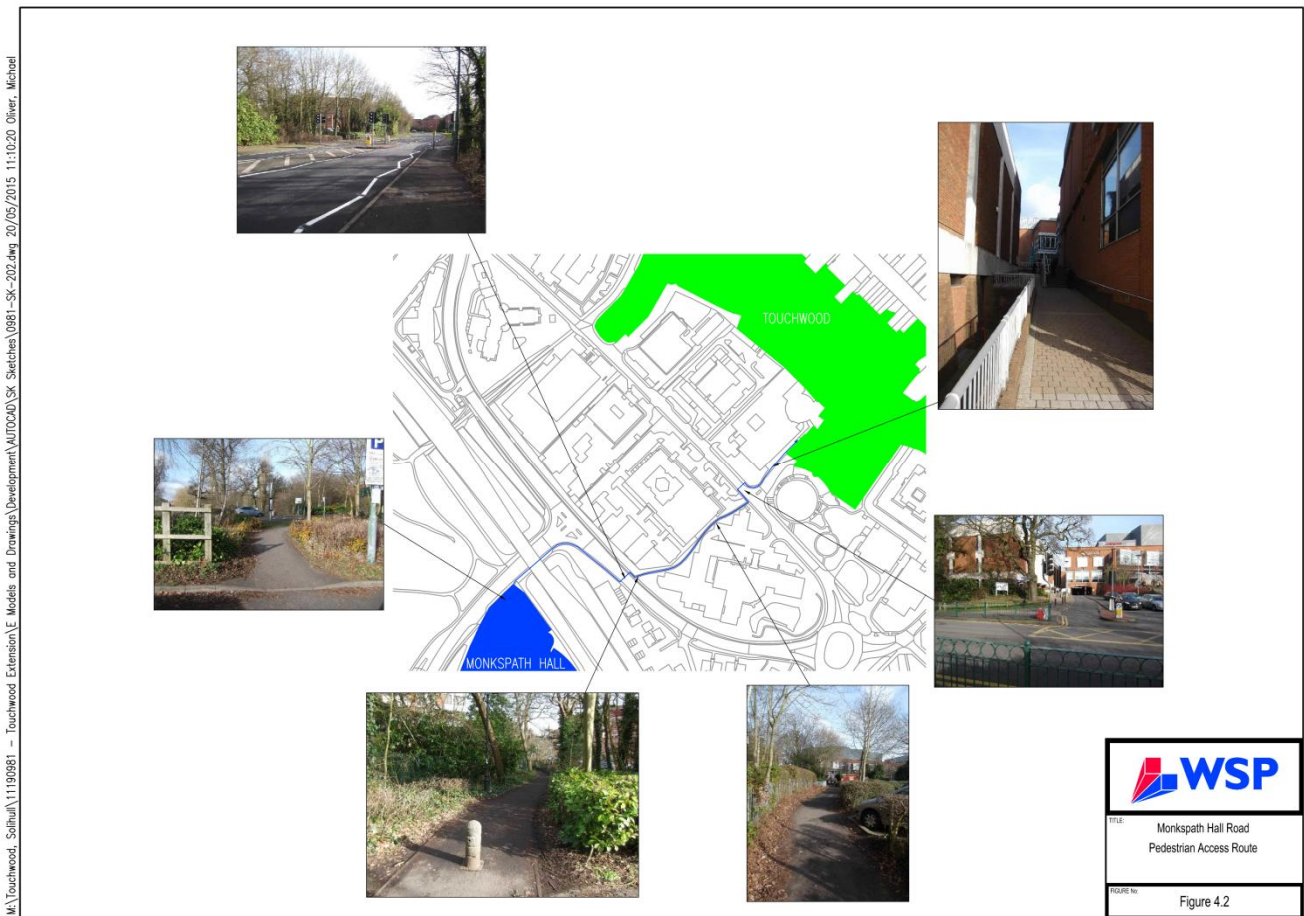 M:\Touchwood, Solihull\11190981 - Touchwood Extension\E Models and Drawings\Development\AUTOCAD\SK Sketches\0981-SK-202.dwg 20/05/2015 11:10:20 Oliver, Michael
TOUCHWOOD
P
MONKSPATH HALL
WSP
TITLE:
Monkspath Hall Road
Pedestrian Access Route
FIGURE No:
Figure 4.2